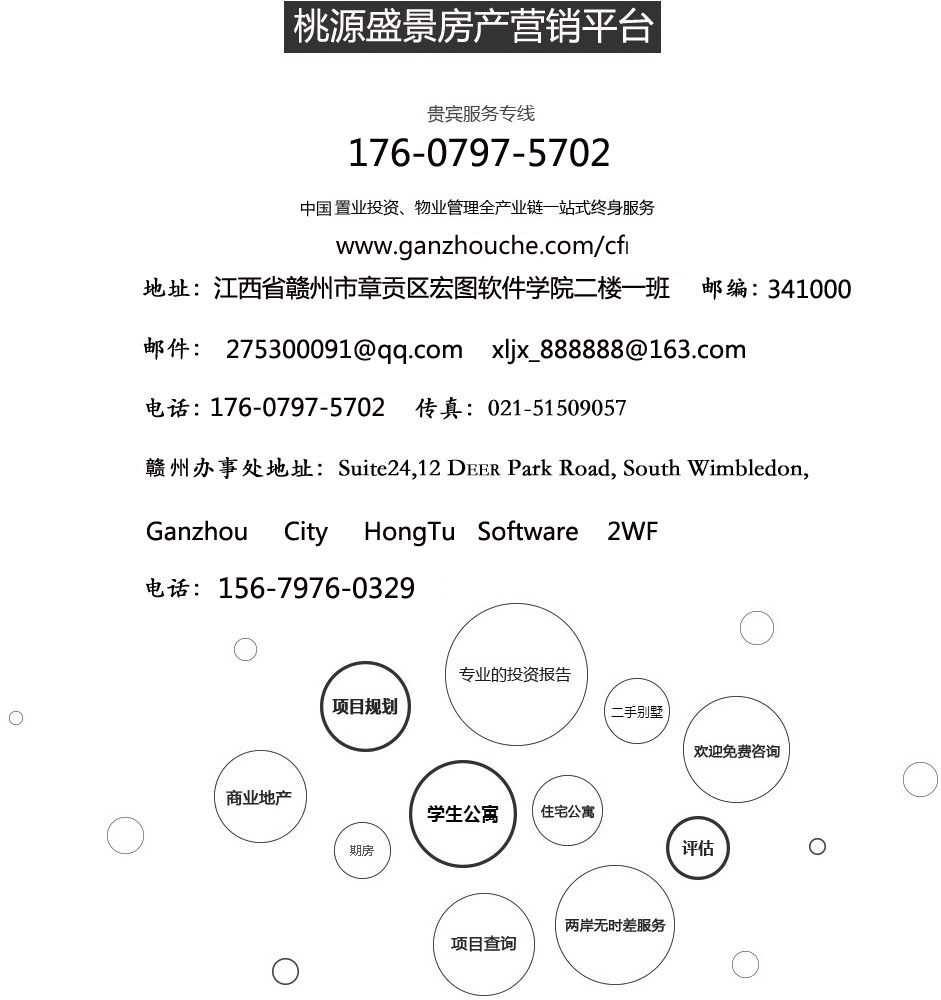 桃源盛景房产营销平台
贵宾服务专线
176-0797-5702
中国 置业投资、物业管理全产业链一站式终身服务
www.ganzhouche.com/cf
地址：江西省赣州市章贡区宏图软件学院二楼一班 邮编：341000
邮件： 275300091@qq.com xljx_888888@163.com
电话：176-0797-5702 传真：021-51509057
赣州办事处地址：Suite24,12 DEER Park Road, South Wimbledon,
Ganzhou City HongTu Software 2WF
电话： 156-7976-0329
专业的投资报告
项目规划
二手别墅
欢迎免费咨询
商业地产
学生公寓
住宅公寓
期房
评估
两岸无时差服务
项目查询